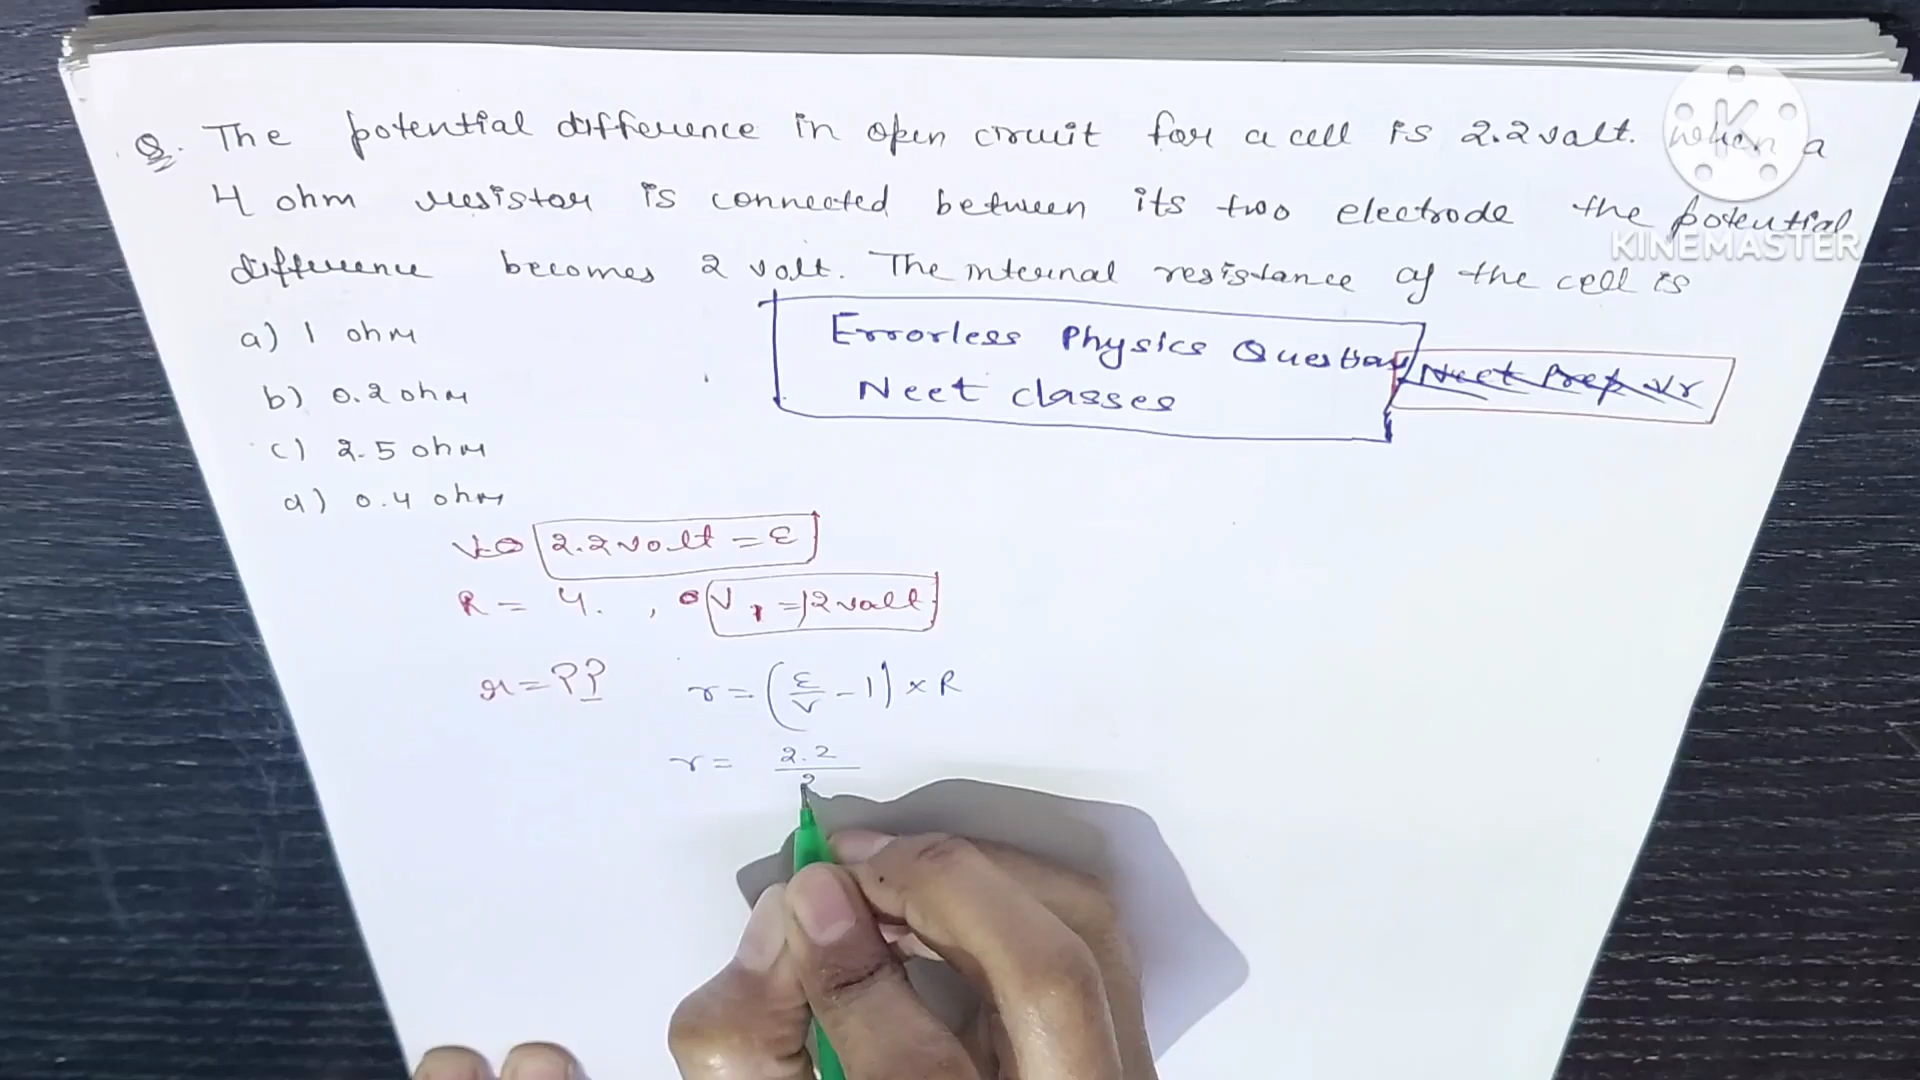 Q. The potential difference in open circuit for a cell is 2.2 valt. when a
4 ohm resistor is connected between its two electrode the potential
difference becomes 2 volt. The internal resistance of the cell is
KINEMASTER
a) 1 ohm
b) 0.2 ohm
c) 2.5 ohm
d) 0.4 ohm
Errorless Physics Question
Neet classes
Neet Prep Vr
2.2 volt = ε
R = 4. , V = 2 valt
r = ?? r = (ε/v - 1) × R
r = 2.2/2